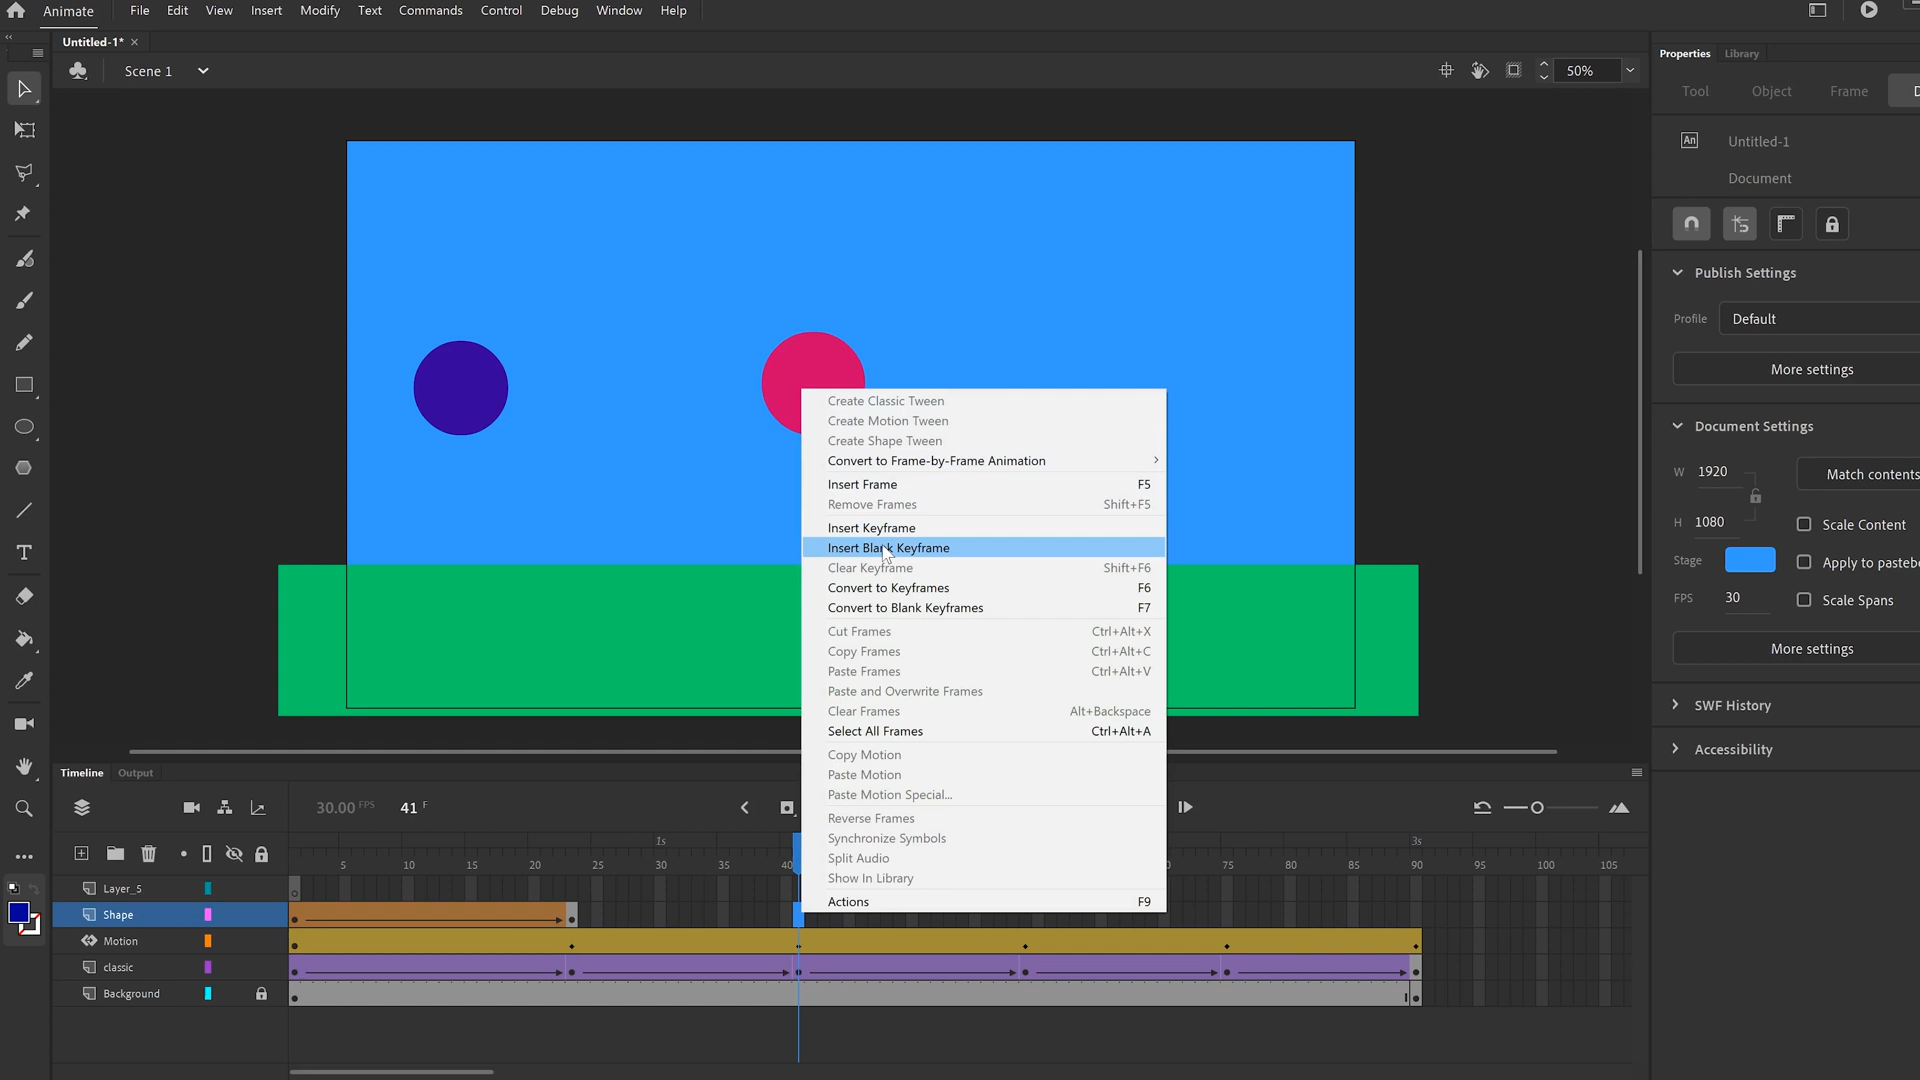 Animate File Edit View Insert Modify Text Commands Control Debug Window Help
Untitled-1*
Scene 1
50%
Properties Library
Tool Object Frame
An Untitled-1
Document
Publish Settings
Profile Default
More settings
Document Settings
W 1920 Match contents
H 1080 Scale Content
Stage Apply to pastebo
FPS 30 Scale Spans
More settings
SWF History
Accessibility
Create Classic Tween
Create Motion Tween
Create Shape Tween
Convert to Frame-by-Frame Animation
Insert Frame F5
Remove Frames Shift+F5
Insert Keyframe
Insert Blank Keyframe
Clear Keyframe Shift+F6
Convert to Keyframes F6
Convert to Blank Keyframes F7
Cut Frames Ctrl+Alt+X
Copy Frames Ctrl+Alt+C
Paste Frames Ctrl+Alt+V
Paste and Overwrite Frames
Clear Frames Alt+Backspace
Select All Frames Ctrl+Alt+A
Copy Motion
Paste Motion
Paste Motion Special...
Reverse Frames
Synchronize Symbols
Split Audio
Show In Library
Actions F9
Timeline Output
30.00 FPS 41 F
1s 3s
5 10 15 20 25 30 35 40 75 80 85 90 95 100 105
Layer_5
Shape
Motion
classic
Background